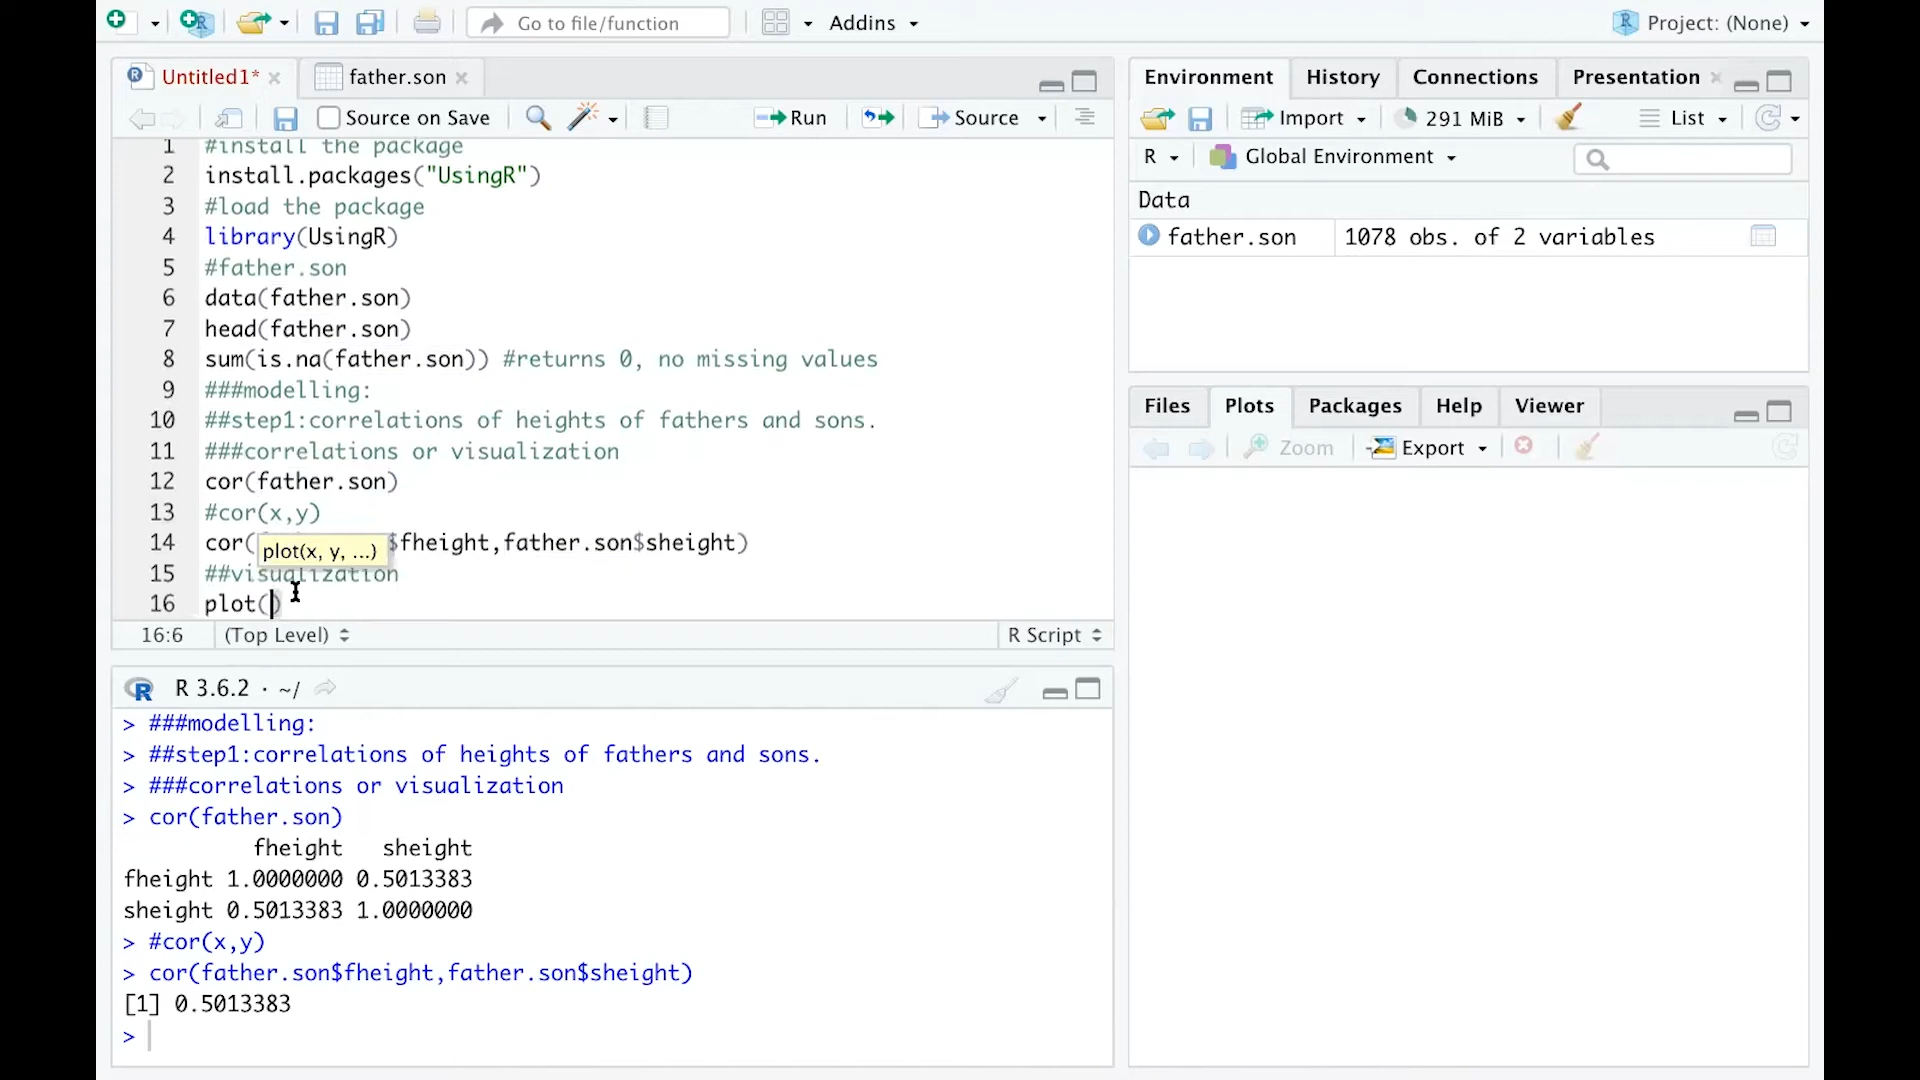 Go to file/function
Addins
Project: (None)
Untitled1*
father.son
Source on Save
Run
Source
1 #install the package
2 install.packages("UsingR")
3 #load the package
4 library(UsingR)
5 #father.son
6 data(father.son)
7 head(father.son)
8 sum(is.na(father.son)) #returns 0, no missing values
9 ###modelling:
10 ##step1:correlations of heights of fathers and sons.
11 ###correlations or visualization
12 cor(father.son)
13 #cor(x,y)
14 cor( $fheight,father.son$sheight)
plot(x, y, ...)
15 ##visualization
16 plot()
16:6 (Top Level) R Script
R 3.6.2 · ~/
> ###modelling:
> ##step1:correlations of heights of fathers and sons.
> ###correlations or visualization
> cor(father.son)
fheight sheight
fheight 1.0000000 0.5013383
sheight 0.5013383 1.0000000
> #cor(x,y)
> cor(father.son$fheight,father.son$sheight)
[1] 0.5013383
>
Environment History Connections Presentation
Import 291 MiB List
R Global Environment
Data
father.son 1078 obs. of 2 variables
Files Plots Packages Help Viewer
Zoom Export